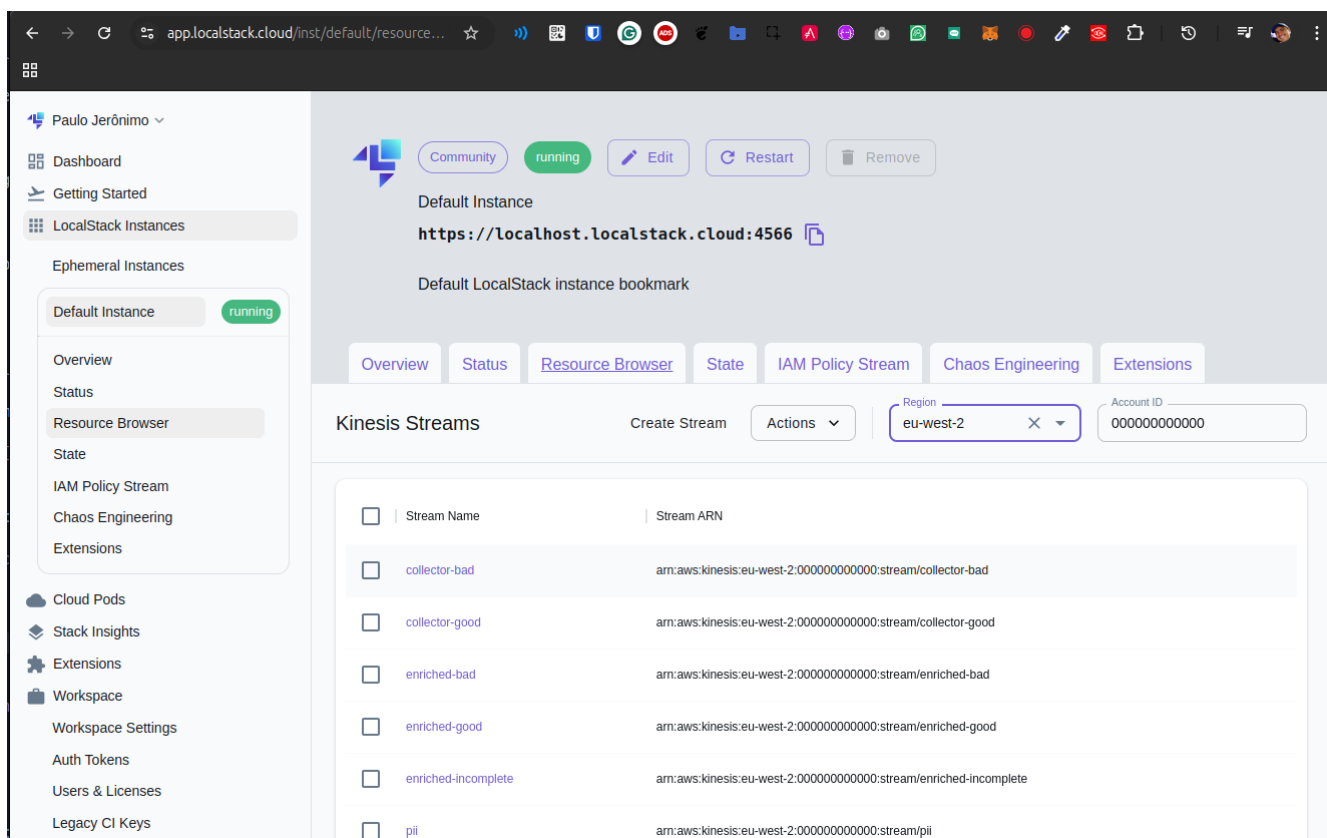 app.localstack.cloud/inst/default/resource...
Paulo Jerônimo
Dashboard
Getting Started
LocalStack Instances
Ephemeral Instances
Default Instance running
Overview
Status
Resource Browser
State
IAM Policy Stream
Chaos Engineering
Extensions
Cloud Pods
Stack Insights
Extensions
Workspace
Workspace Settings
Auth Tokens
Users & Licenses
Legacy CI Keys
Community running Edit Restart Remove
Default Instance
https://localhost.localstack.cloud:4566
Default LocalStack instance bookmark
Overview Status Resource Browser State IAM Policy Stream Chaos Engineering Extensions
Region Account ID
Kinesis Streams Create Stream Actions eu-west-2 000000000000
Stream Name Stream ARN
collector-bad arn:aws:kinesis:eu-west-2:000000000000:stream/collector-bad
collector-good arn:aws:kinesis:eu-west-2:000000000000:stream/collector-good
enriched-bad arn:aws:kinesis:eu-west-2:000000000000:stream/enriched-bad
enriched-good arn:aws:kinesis:eu-west-2:000000000000:stream/enriched-good
enriched-incomplete arn:aws:kinesis:eu-west-2:000000000000:stream/enriched-incomplete
pii arn:aws:kinesis:eu-west-2:000000000000:stream/pii